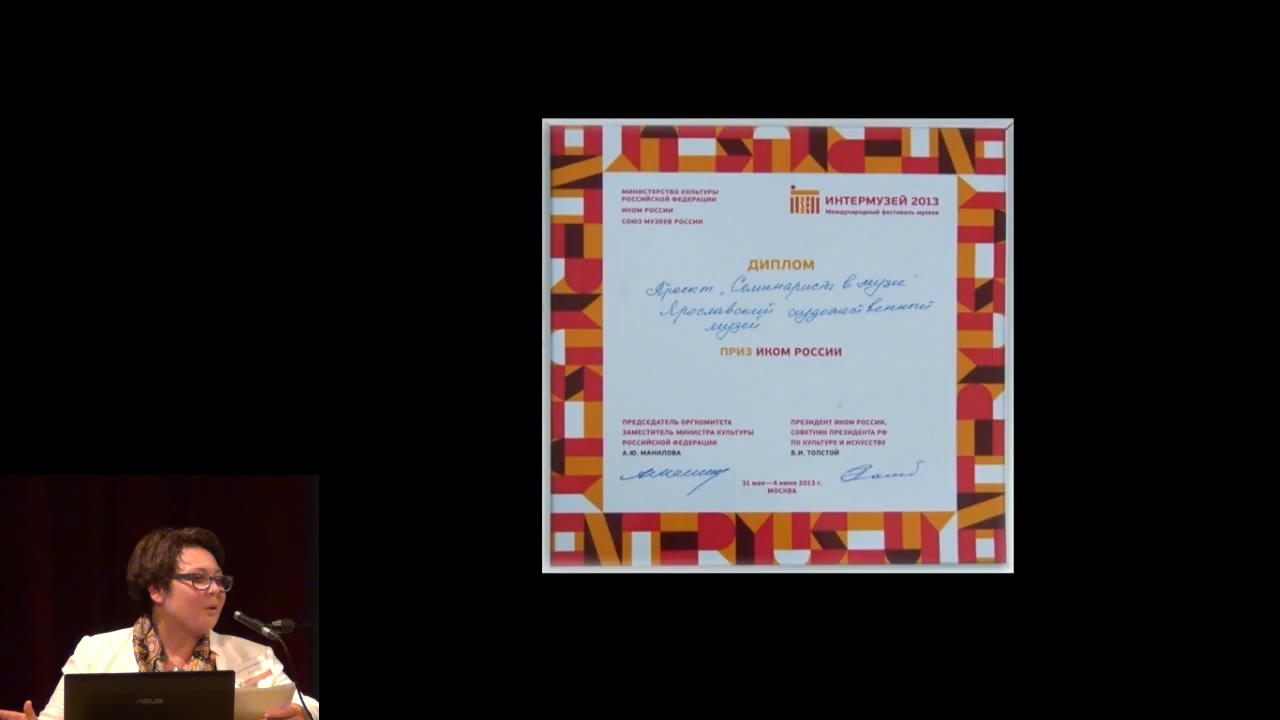 МИНИСТЕРСТВО КУЛЬТУРЫ
РОССИЙСКОЙ ФЕДЕРАЦИИ
ИКОМ РОССИИ
СОЮЗ МУЗЕЕВ РОССИИ
ИНТЕРМУЗЕЙ 2013
Международный фестиваль музеев
ДИПЛОМ
Проект „Семинаристы в музее"
Ярославский художественный
музей
ПРИЗ ИКОМ РОССИИ
ПРЕДСЕДАТЕЛЬ ОРГКОМИТЕТА
ЗАМЕСТИТЕЛЬ МИНИСТРА КУЛЬТУРЫ
РОССИЙСКОЙ ФЕДЕРАЦИИ
А.Ю. МАНИЛОВА
ПРЕЗИДЕНТ ИКОМ РОССИИ,
СОВЕТНИК ПРЕЗИДЕНТА РФ
ПО КУЛЬТУРЕ И ИСКУССТВУ
В.И. ТОЛСТОЙ
31 мая—4 июня 2013 г.
МОСКВА
ASUS